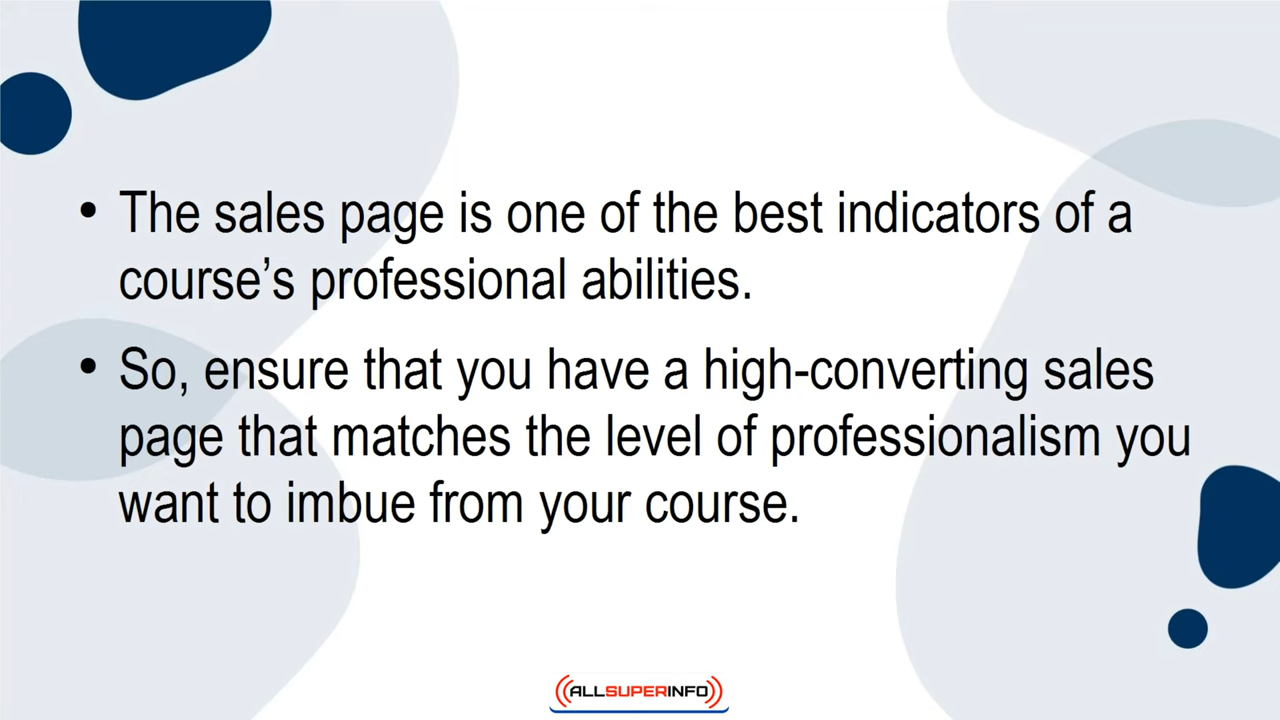 • The sales page is one of the best indicators of a
course’s professional abilities.
• So, ensure that you have a high-converting sales
page that matches the level of professionalism you
want to imbue from your course.
ALLSUPERINFO